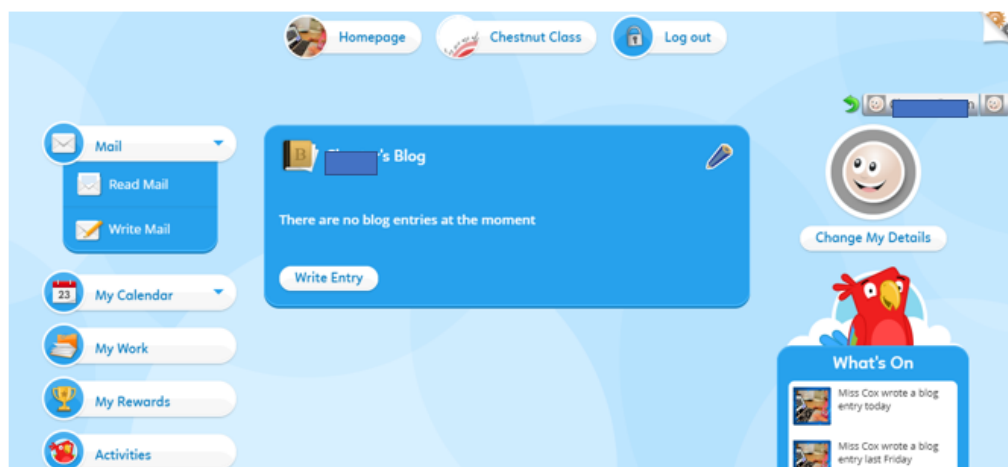 Homepage
Chestnut Class
Log out
Mail
Read Mail
Write Mail
23
My Calendar
My Work
My Rewards
Activities
B
's Blog
There are no blog entries at the moment
Write Entry
Change My Details
What's On
Miss Cox wrote a blog
entry today
Miss Cox wrote a blog
entry last Friday